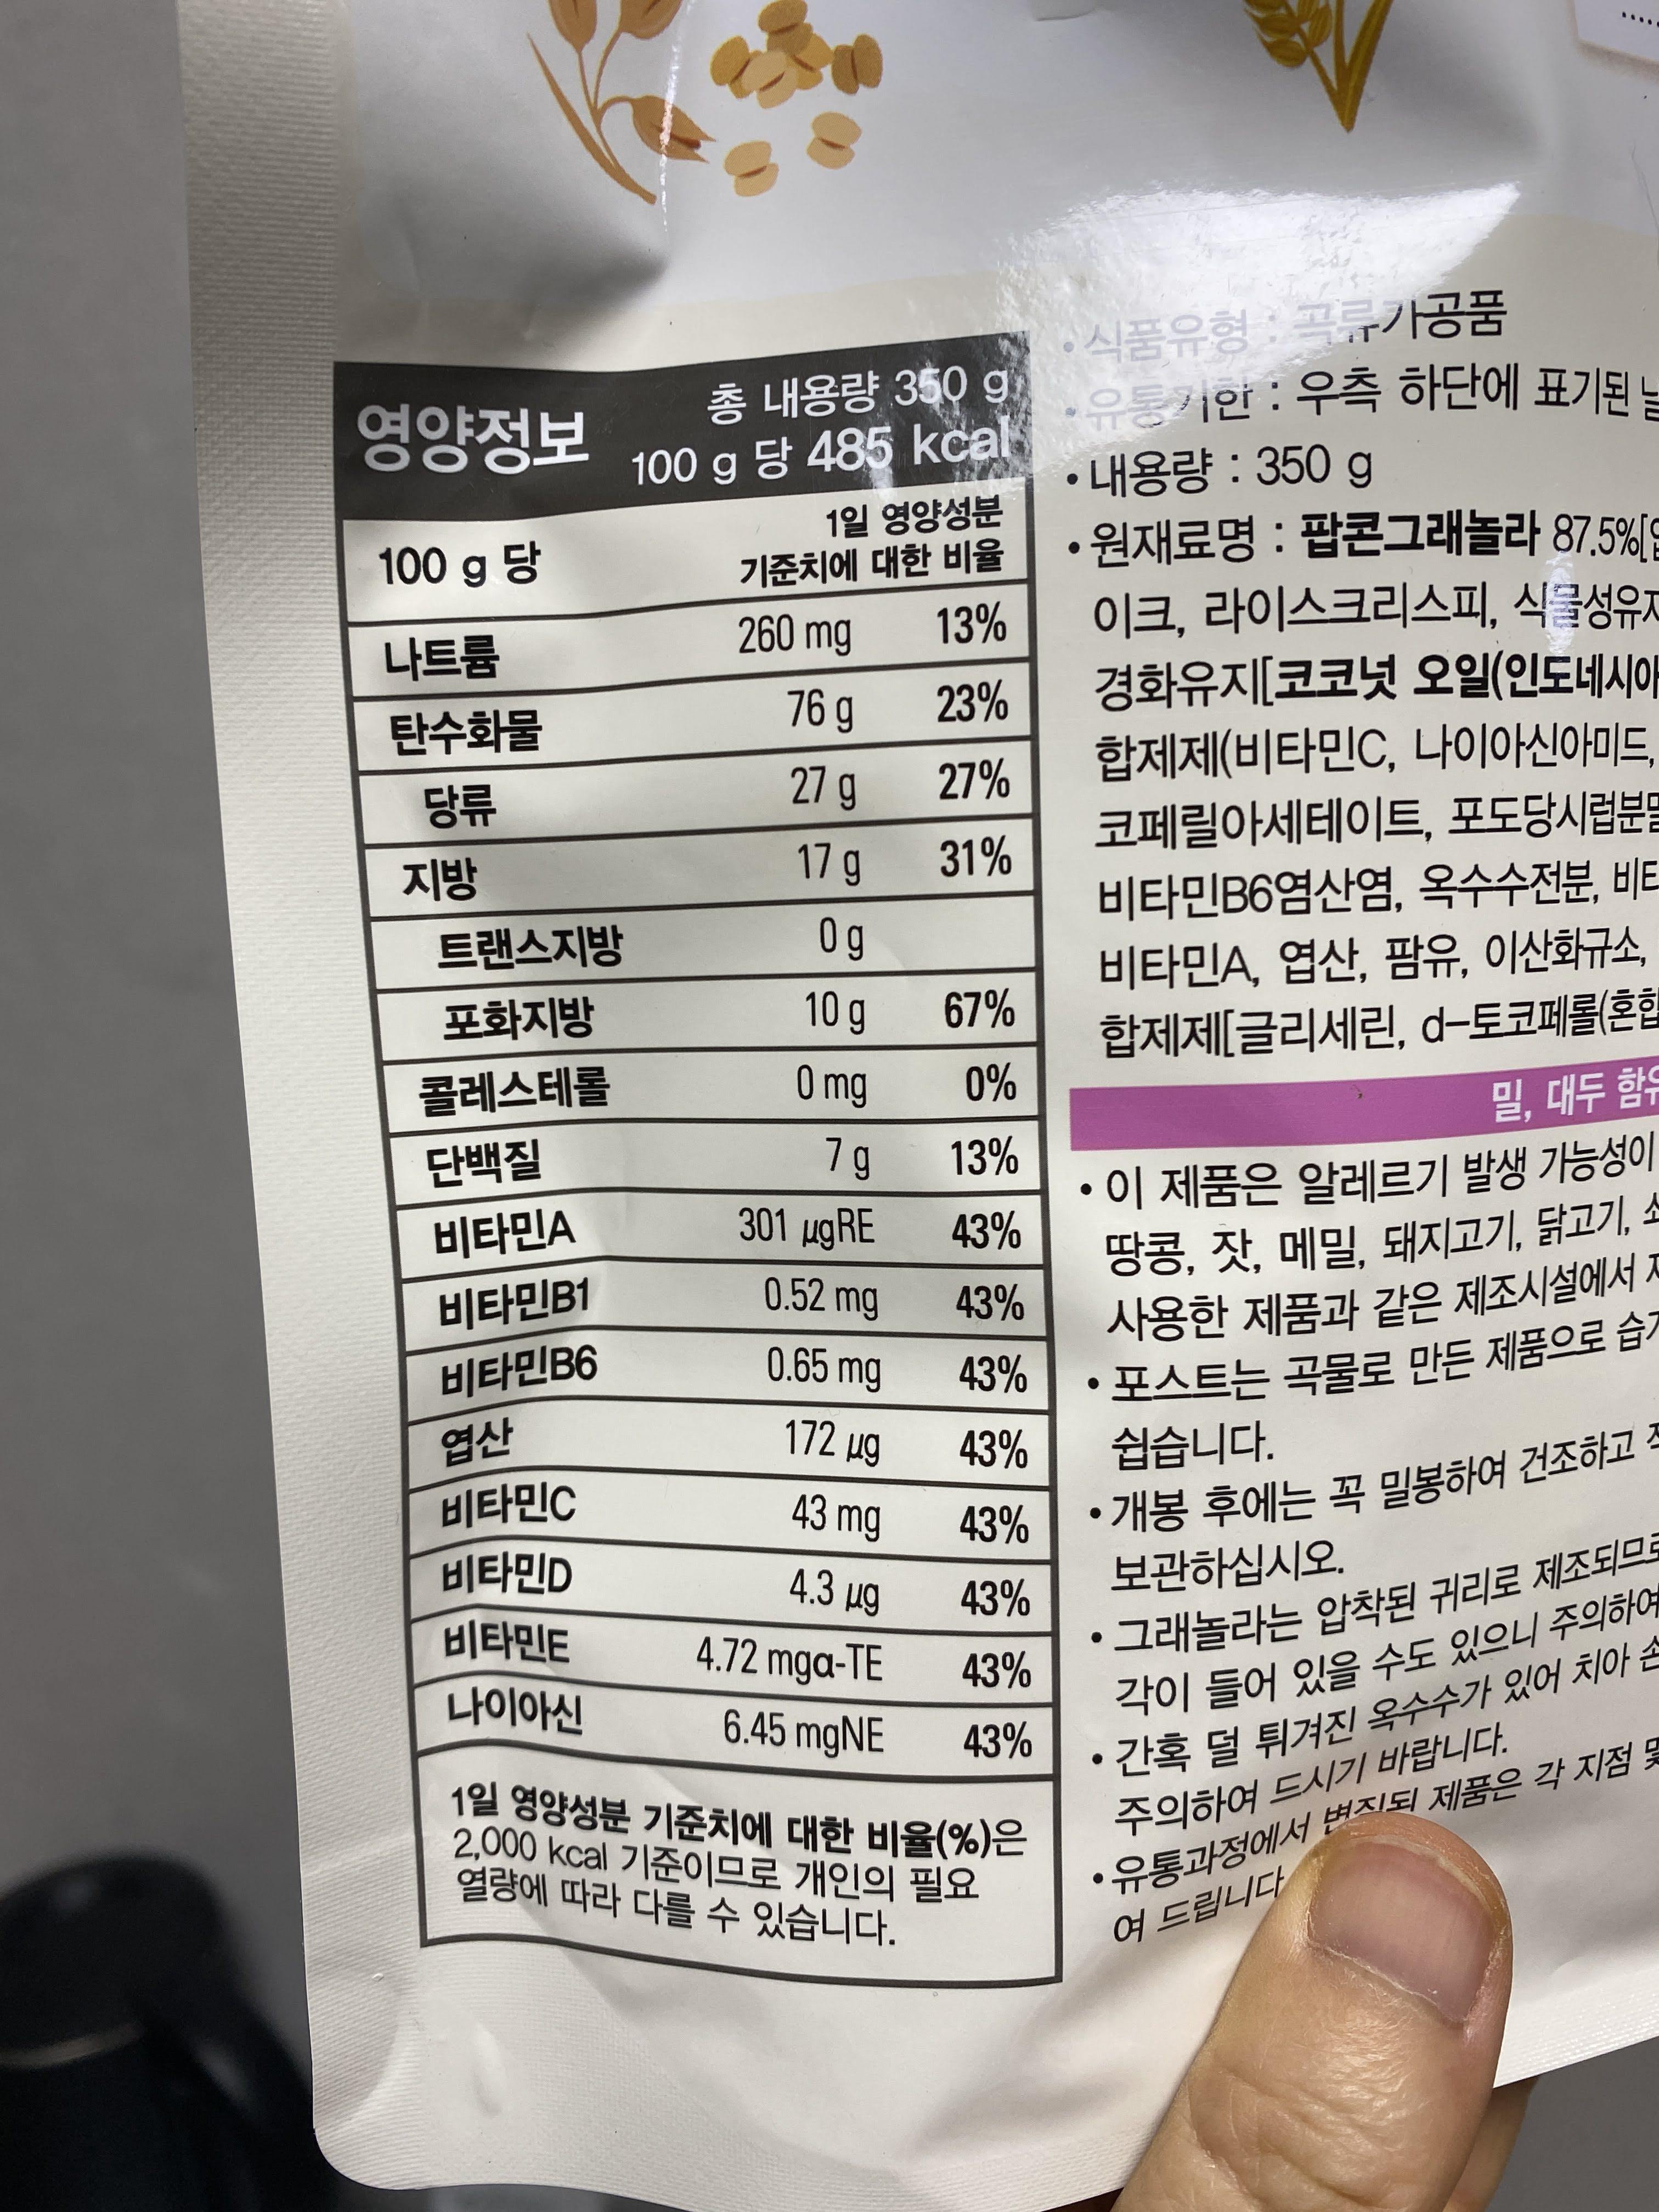 영양정보
총 내용량 350 g
100 g 당 485 kcal
100 g 당
1일 영양성분
기준치에 대한 비율
나트륨 260 mg 13%
탄수화물 76 g 23%
당류 27 g 27%
지방 17 g 31%
트랜스지방 0 g
포화지방 10 g 67%
콜레스테롤 0 mg 0%
단백질 7 g 13%
비타민A 301 μgRE 43%
비타민B1 0.52 mg 43%
비타민B6 0.65 mg 43%
엽산 172 μg 43%
비타민C 43 mg 43%
비타민D 4.3 μg 43%
비타민E 4.72 mgα-TE 43%
나이아신 6.45 mgNE 43%
1일 영양성분 기준치에 대한 비율(%)은
2,000 kcal 기준이므로 개인의 필요
열량에 따라 다를 수 있습니다.
• 식품유형 : 곡류가공품
• 유통기한 : 우측 하단에 표기된
• 내용량 : 350 g
• 원재료명 : 팝콘그래놀라 87.5%[
이크, 라이스크리스피, 식물성유지
경화유지[코코넛 오일(인도네시아
합제제(비타민C, 나이아신아미드,
코페릴아세테이트, 포도당시럽분말
비타민B6염산염, 옥수수전분,
비타민A, 엽산, 팜유, 이산화규소,
합제제[글리세린, d-토코페롤(혼합
밀, 대두 함유
• 이 제품은 알레르기 발생 가능성이
땅콩, 잣, 메밀, 돼지고기, 닭고기,
사용한 제품과 같은 제조시설에서
• 포스트는 곡물로 만든 제품으로
쉽습니다.
• 개봉 후에는 꼭 밀봉하여 건조하고
보관하십시오.
• 그래놀라는 압착된 귀리로 제조되므로
각이 들어 있을 수도 있으니 주의하여
• 간혹 덜 튀겨진 옥수수가 있어 치아
주의하여 드시기 바랍니다.
• 유통과정에서 변질된 제품은 각 지점 및
여 드립니다